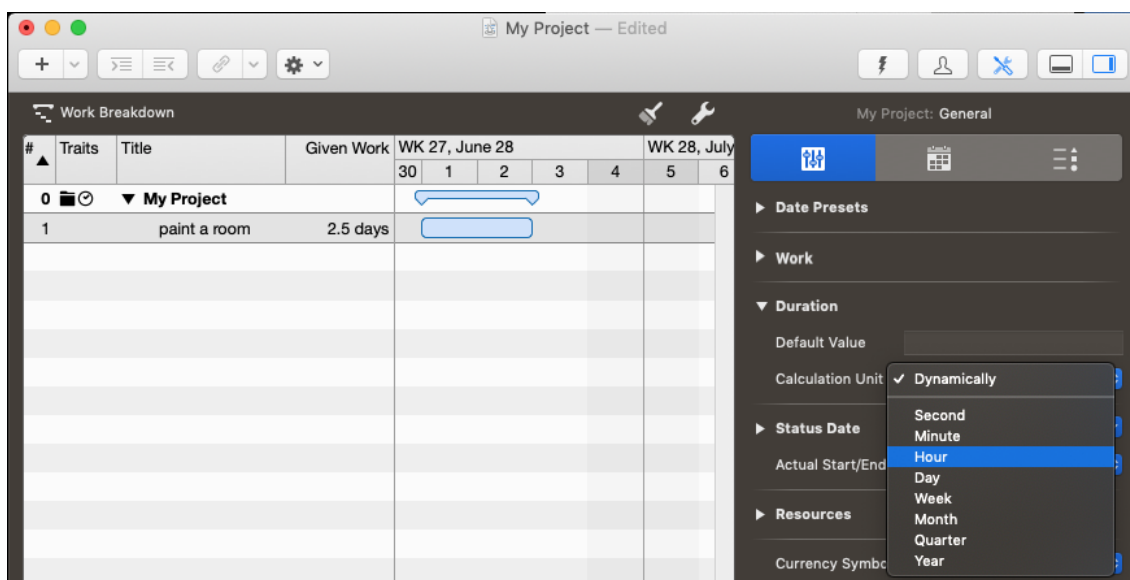 My Project — Edited
Work Breakdown
My Project: General
# Traits Title Given Work WK 27, June 28 WK 28, July
30 1 2 3 4 5 6
0 My Project
1 paint a room 2.5 days
Date Presets
Work
Duration
Default Value
Calculation Unit ✓ Dynamically
Second
Minute
Hour
Day
Week
Month
Quarter
Year
Status Date
Actual Start/End
Resources
Currency Symbo